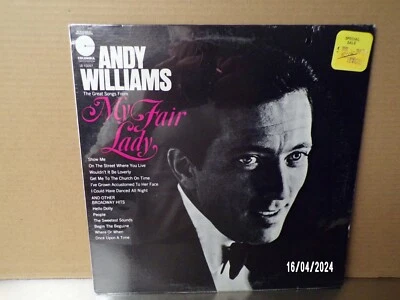 COLUMBIA
ANDY
WILLIAMS
The Great Songs From
My Fair
Lady
Show Me
On The Street Where You Live
Wouldn't It Be Loverly
Get Me To The Church On Time
I've Grown Accustomed To Her Face
I Could Have Danced All Night
AND OTHER
BROADWAY HITS
Hello Dolly
People
The Sweetest Sounds
Begin The Beguine
Where Or When
Once Upon A Time
16/04/2024